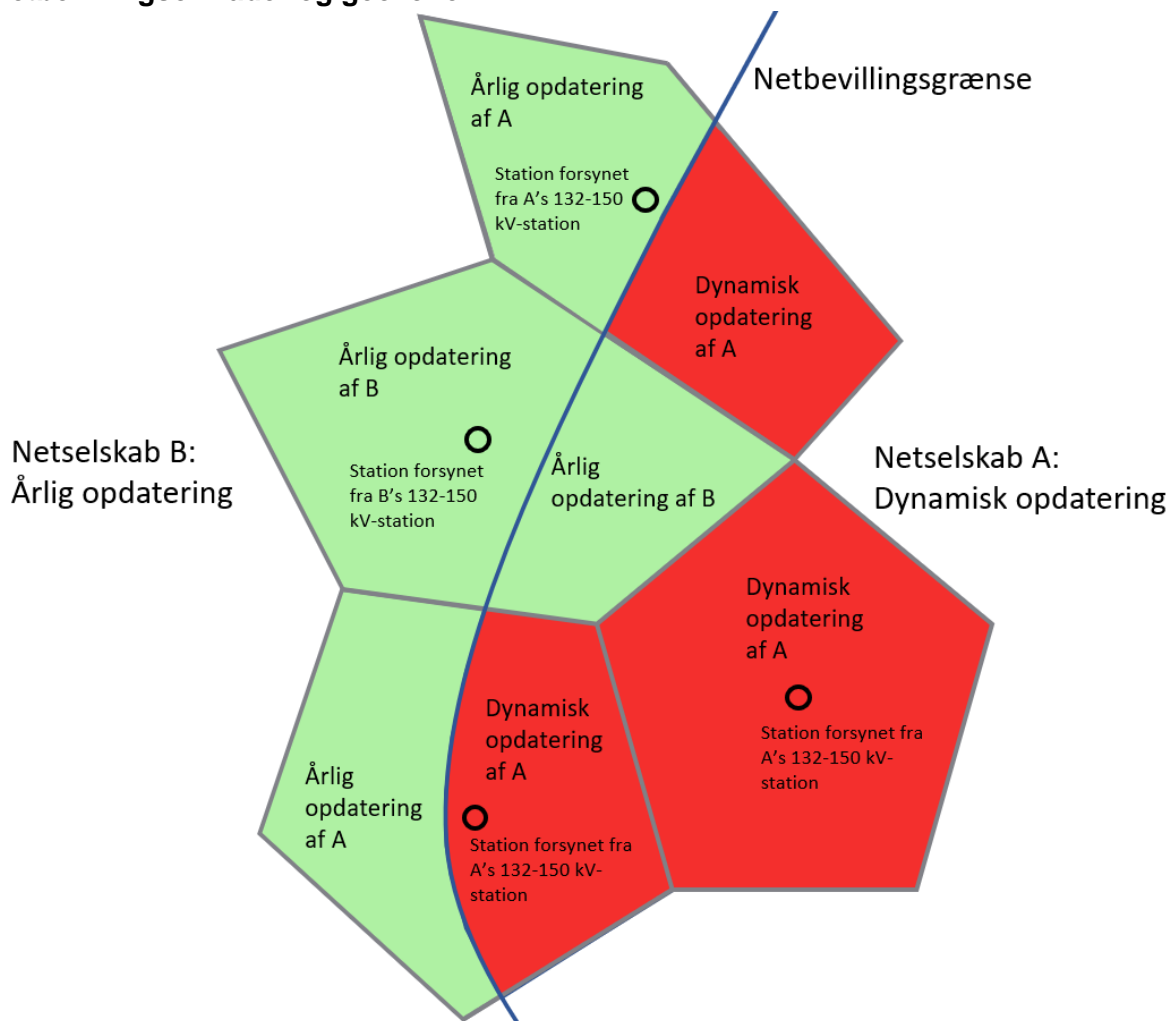 Netbevillingsgrænse
Årlig opdatering
af A
Station forsynet
fra A's 132-150
kV-station
Dynamisk
opdatering
af A
Årlig opdatering
af B
Station forsynet
fra B's 132-150
kV-station
Årlig
opdatering af B
Netselskab B:
Årlig opdatering
Netselskab A:
Dynamisk opdatering
Dynamisk
opdatering
af A
Station forsynet fra
A's 132-150 kV-
station
Dynamisk
opdatering
af A
Station forsynet fra
A's 132-150 kV-
station
Årlig
opdatering
af A